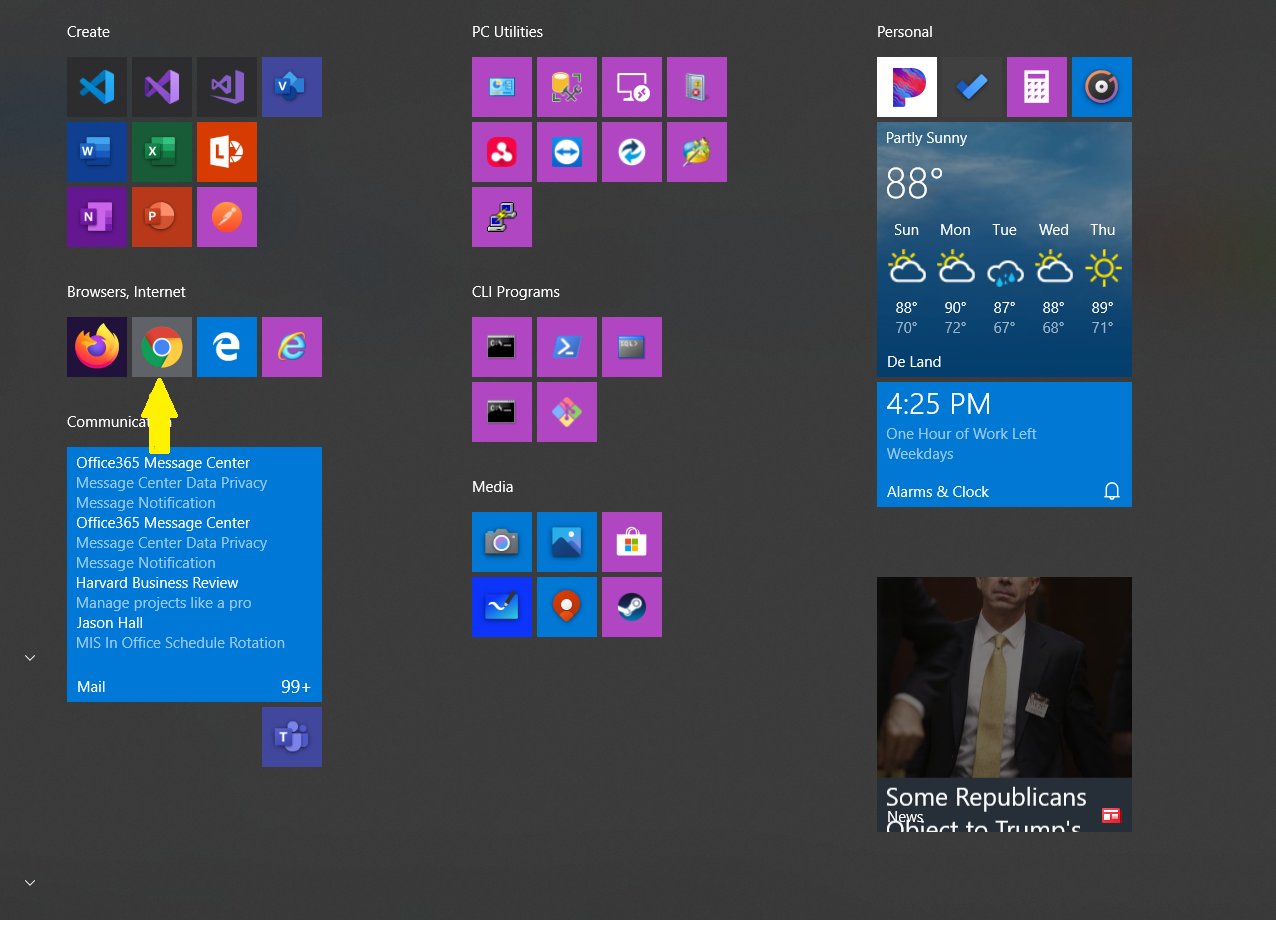 Create
Browsers, Internet
Office365 Message Center
Message Center Data Privacy
Message Notification
Office365 Message Center
Message Center Data Privacy
Message Notification
Harvard Business Review
Manage projects like a pro
Jason Hall
MIS In Office Schedule Rotation
Mail 99+
PC Utilities
CLI Programs
Media
Personal
Partly Sunny
88°
Sun Mon Tue Wed Thu
88° 90° 87° 88° 89°
70° 72° 67° 68° 71°
De Land
4:25 PM
One Hour of Work Left
Weekdays
Alarms & Clock
Some Republicans
News
Object to Trump's